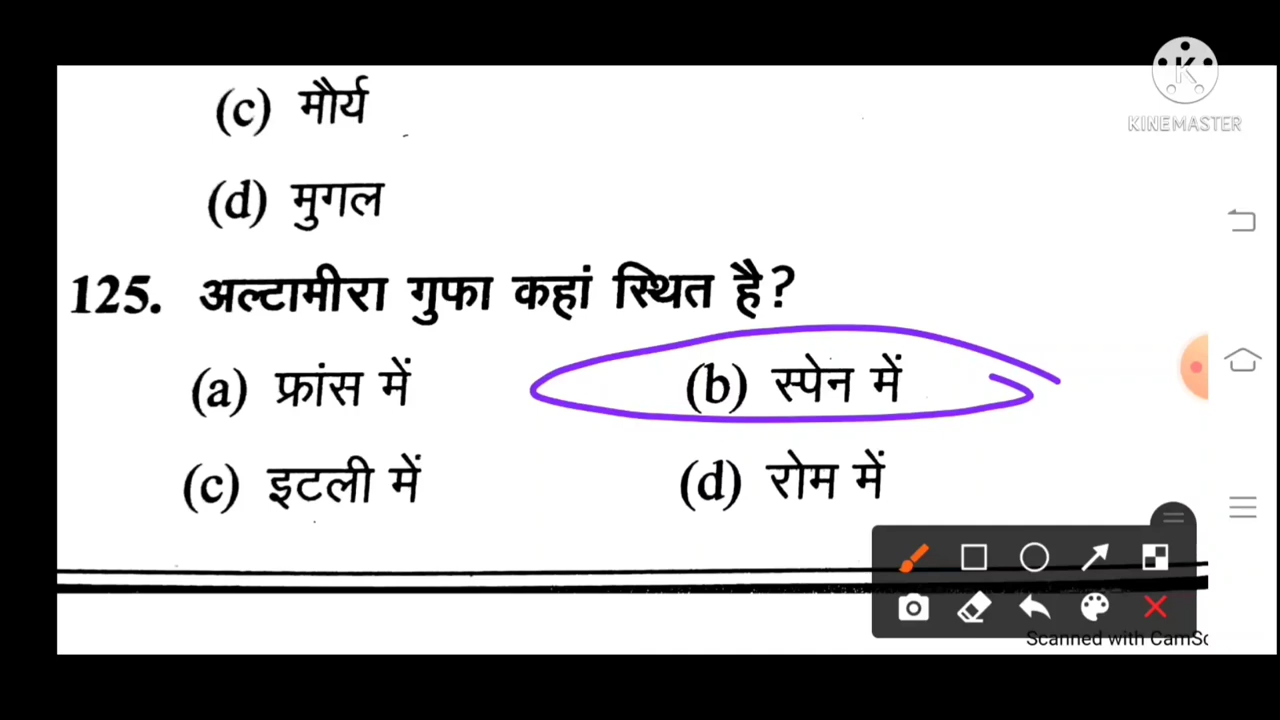 KINEMASTER
(c) मौर्य
(d) मुगल
125. अल्टामीरा गुफा कहां स्थित है?
(a) फ्रांस में (b) स्पेन में
(c) इटली में (d) रोम में
Scanned with CamSc